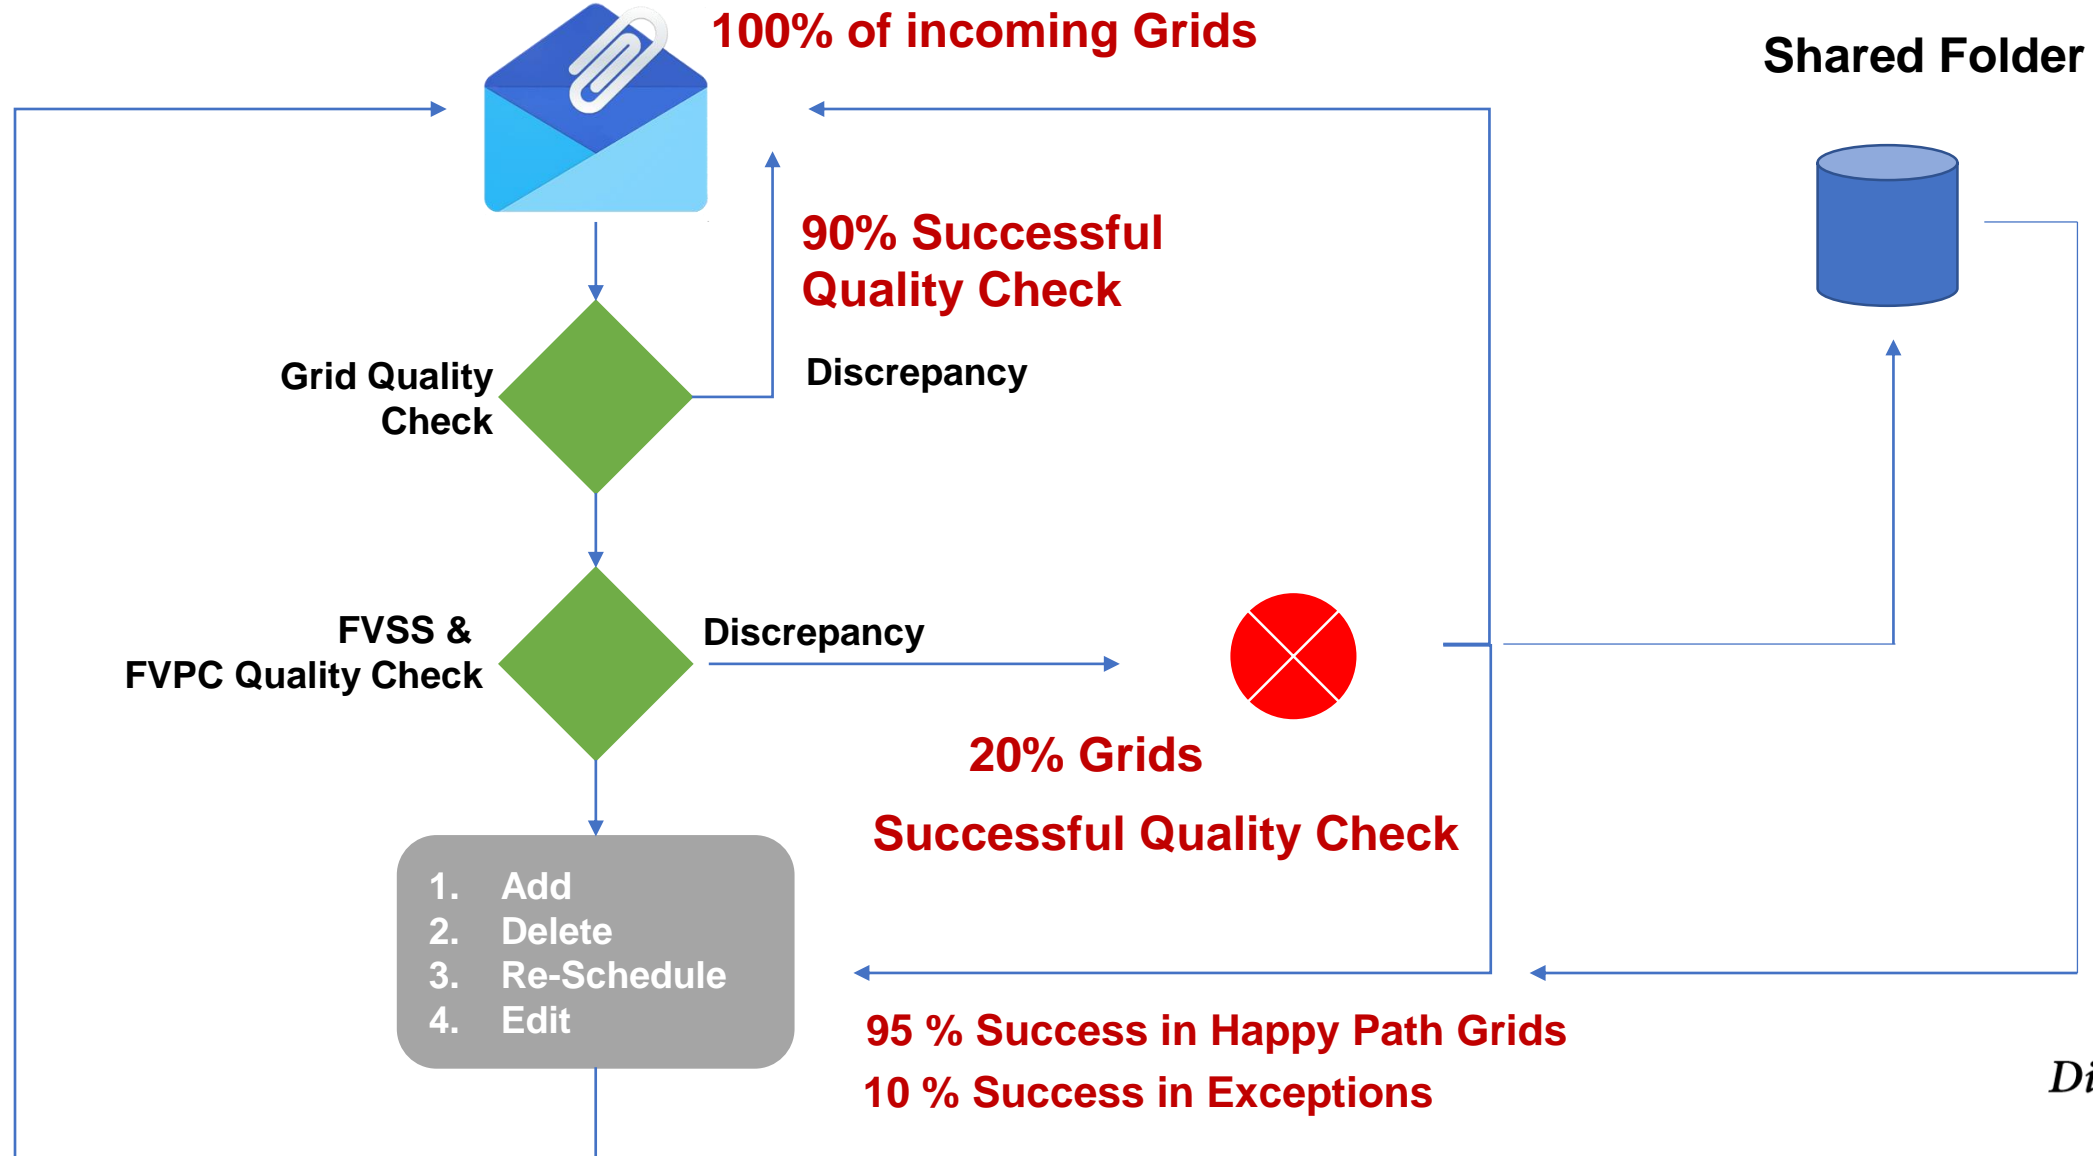 100% of incoming Grids
Shared Folder
90% Successful
Quality Check
Grid Quality
Check
Discrepancy
FVSS &
FVPC Quality Check
Discrepancy
20% Grids
Successful Quality Check
1. Add
2. Delete
3. Re-Schedule
4. Edit
95 % Success in Happy Path Grids
10 % Success in Exceptions